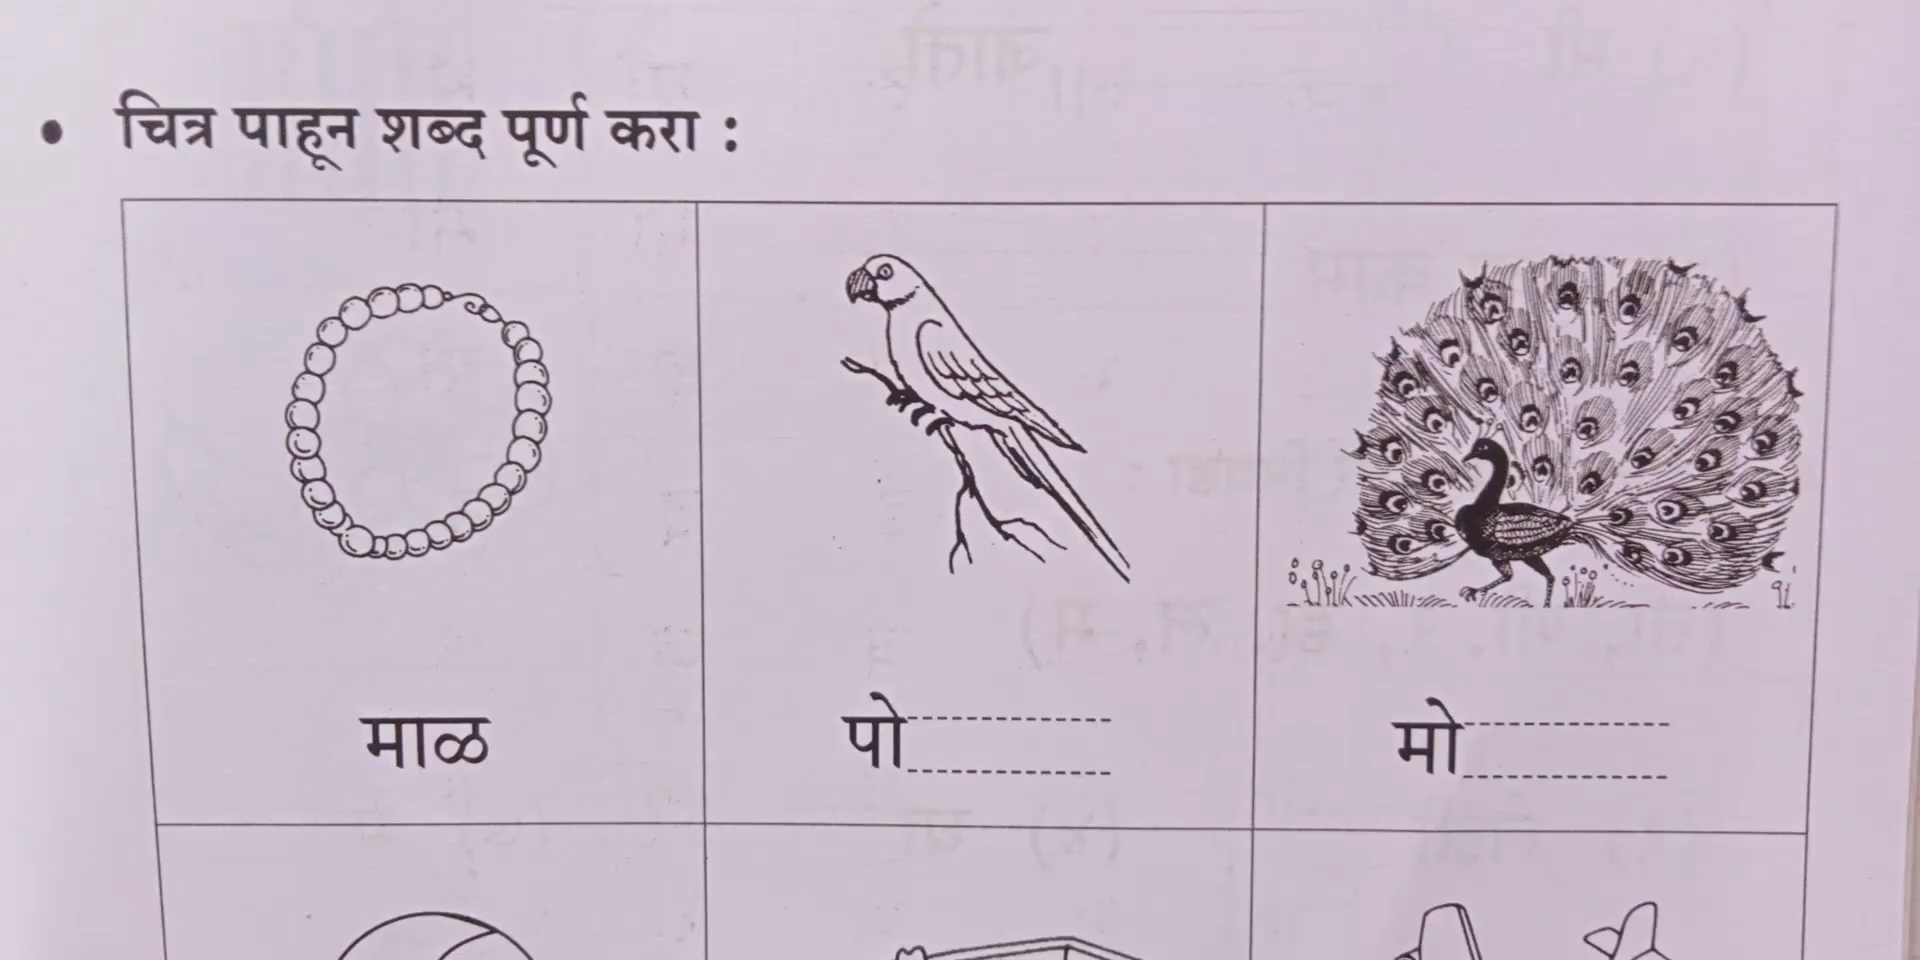 • चित्र पाहून शब्द पूर्ण करा :
माळ
पो
मो